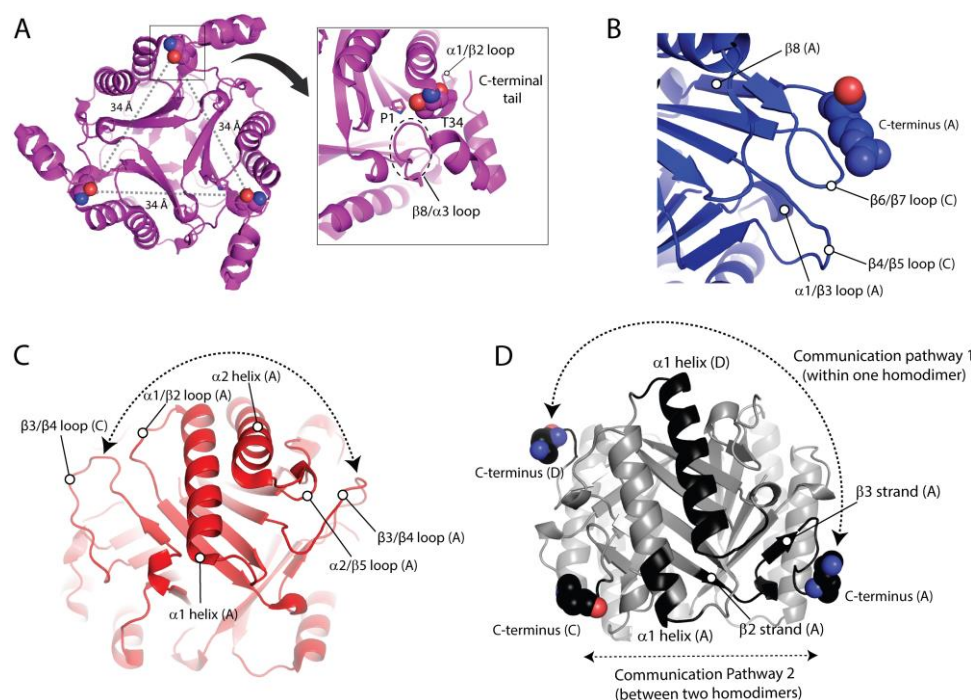 A
34 Å
34 Å
34 Å
α1/β2 loop
C-terminal
tail
P1
T34
β8/α3 loop
B
β8 (A)
C-terminus (A)
β6/β7 loop (C)
β4/β5 loop (C)
α1/β3 loop (A)
C
α2 helix (A)
α1/β2 loop (A)
β3/β4 loop (C)
β3/β4 loop (A)
α2/β5 loop (A)
α1 helix (A)
D
Communication pathway 1
(within one homodimer)
α1 helix (D)
C-terminus (D)
β3 strand (A)
C-terminus (A)
C-terminus (C)
α1 helix (A)
β2 strand (A)
Communication Pathway 2
(between two homodimers)